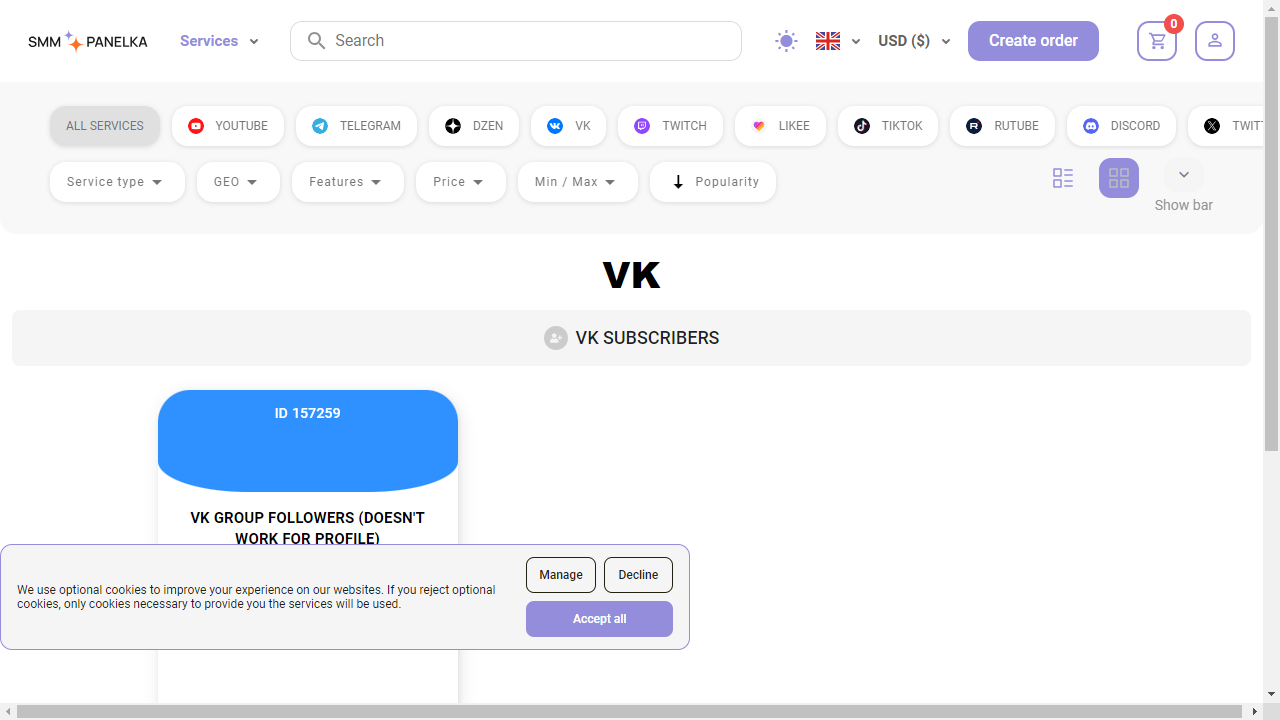 SMM PANELKA
Services
Search
USD ($)
Create order
0
ALL SERVICES
YOUTUBE
TELEGRAM
DZEN
VK
TWITCH
LIKEE
TIKTOK
RUTUBE
DISCORD
Service type
GEO
Features
Price
Min / Max
Popularity
Show bar
VK
VK SUBSCRIBERS
ID 157259
VK GROUP FOLLOWERS (DOESN'T
WORK FOR PROFILE)
We use optional cookies to improve your experience on our websites. If you reject optional
cookies, only cookies necessary to provide you the services will be used.
Manage
Decline
Accept all